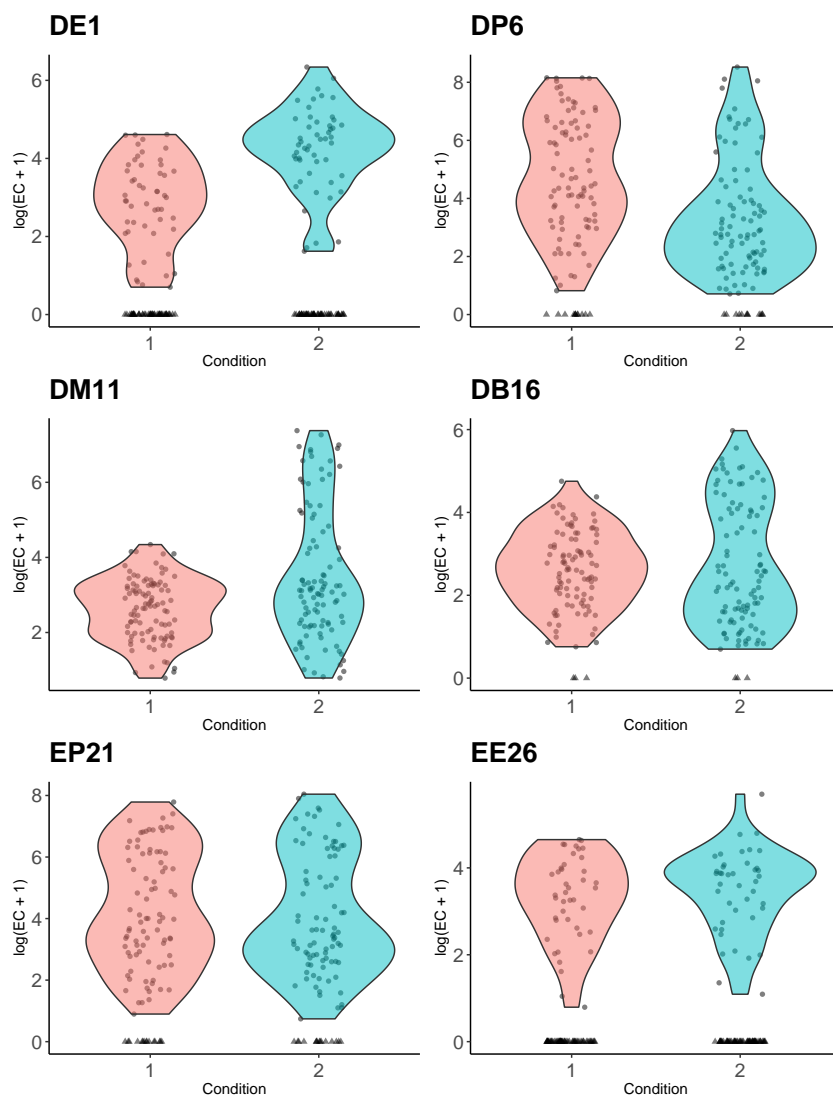 DE1
log(EC + 1)
6
4
2
0
1
2
Condition
DP6
log(EC + 1)
8
6
4
2
0
1
2
Condition
DM11
log(EC + 1)
6
4
2
1
2
Condition
DB16
log(EC + 1)
6
4
2
0
1
2
Condition
EP21
log(EC + 1)
8
6
4
2
0
1
2
Condition
EE26
log(EC + 1)
4
2
0
1
2
Condition